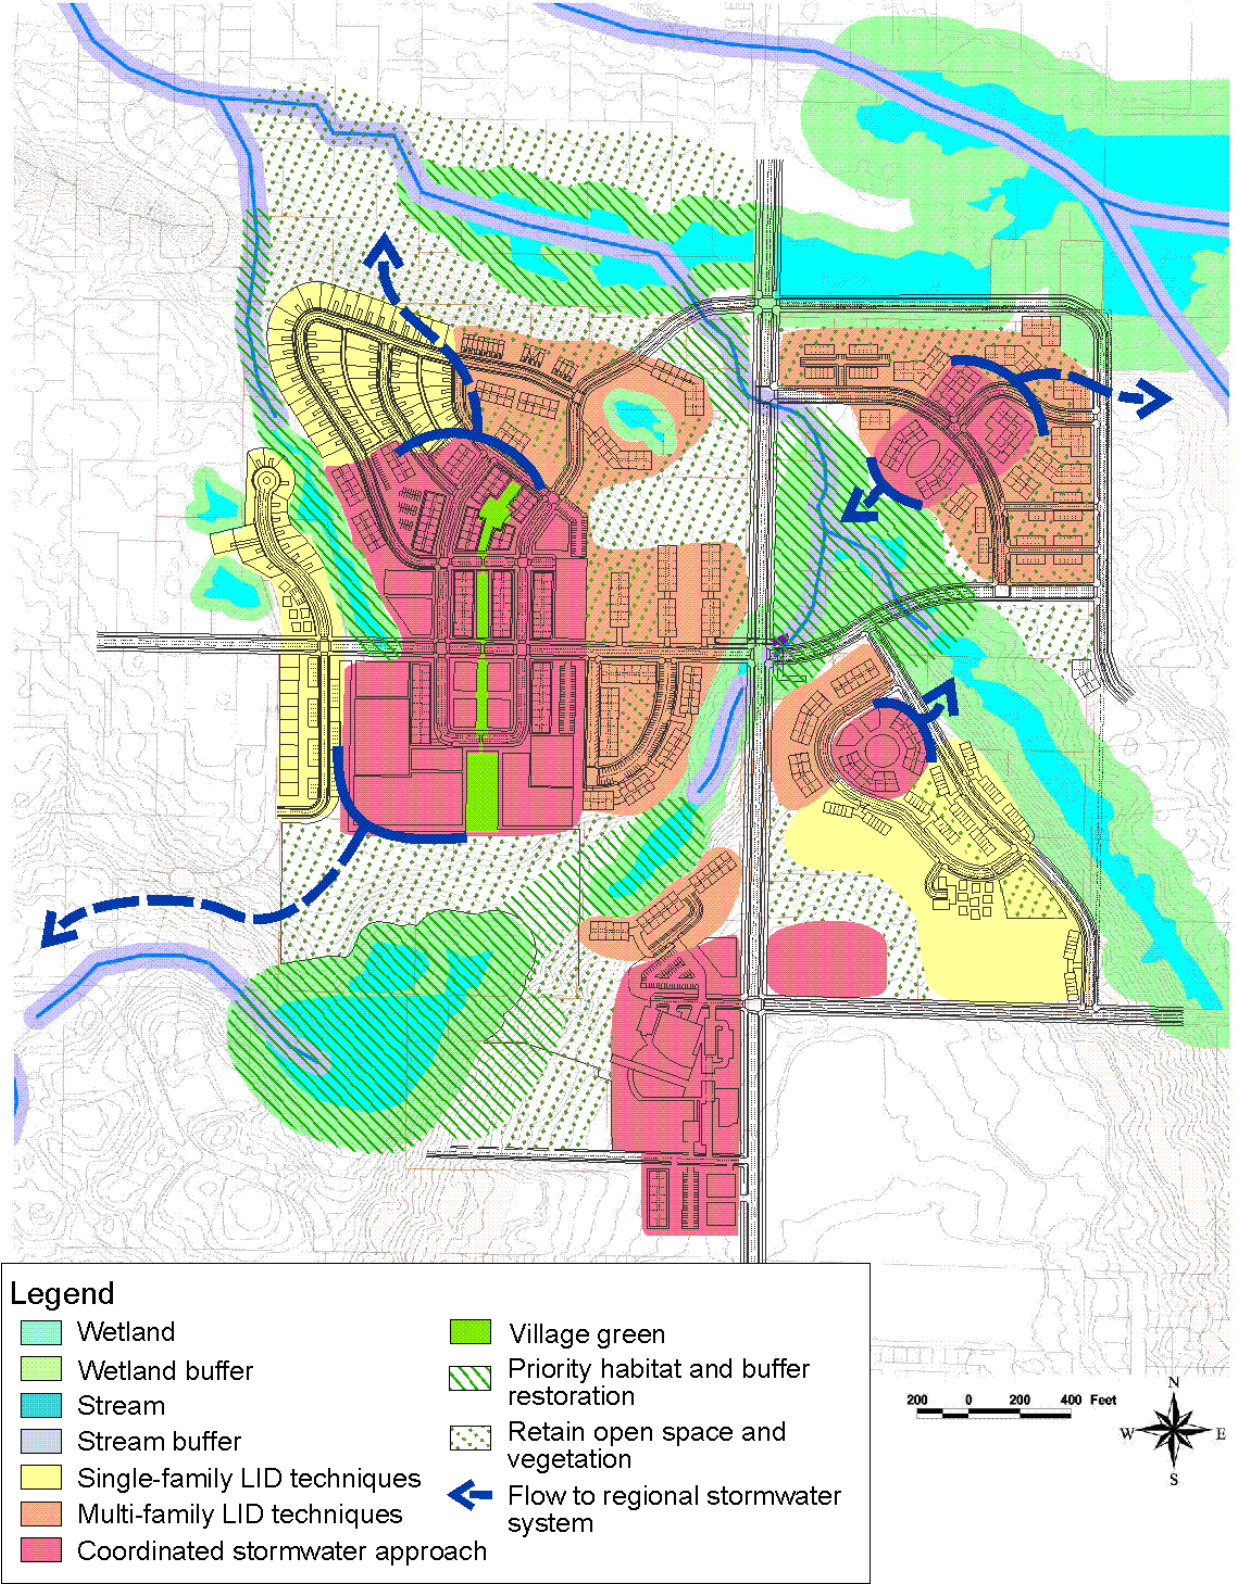 Legend
Wetland
Wetland buffer
Stream
Stream buffer
Single-family LID techniques
Multi-family LID techniques
Coordinated stormwater approach
Village green
Priority habitat and buffer
restoration
Retain open space and
vegetation
Flow to regional stormwater
system
200 0 200 400 Feet
N
W E
S